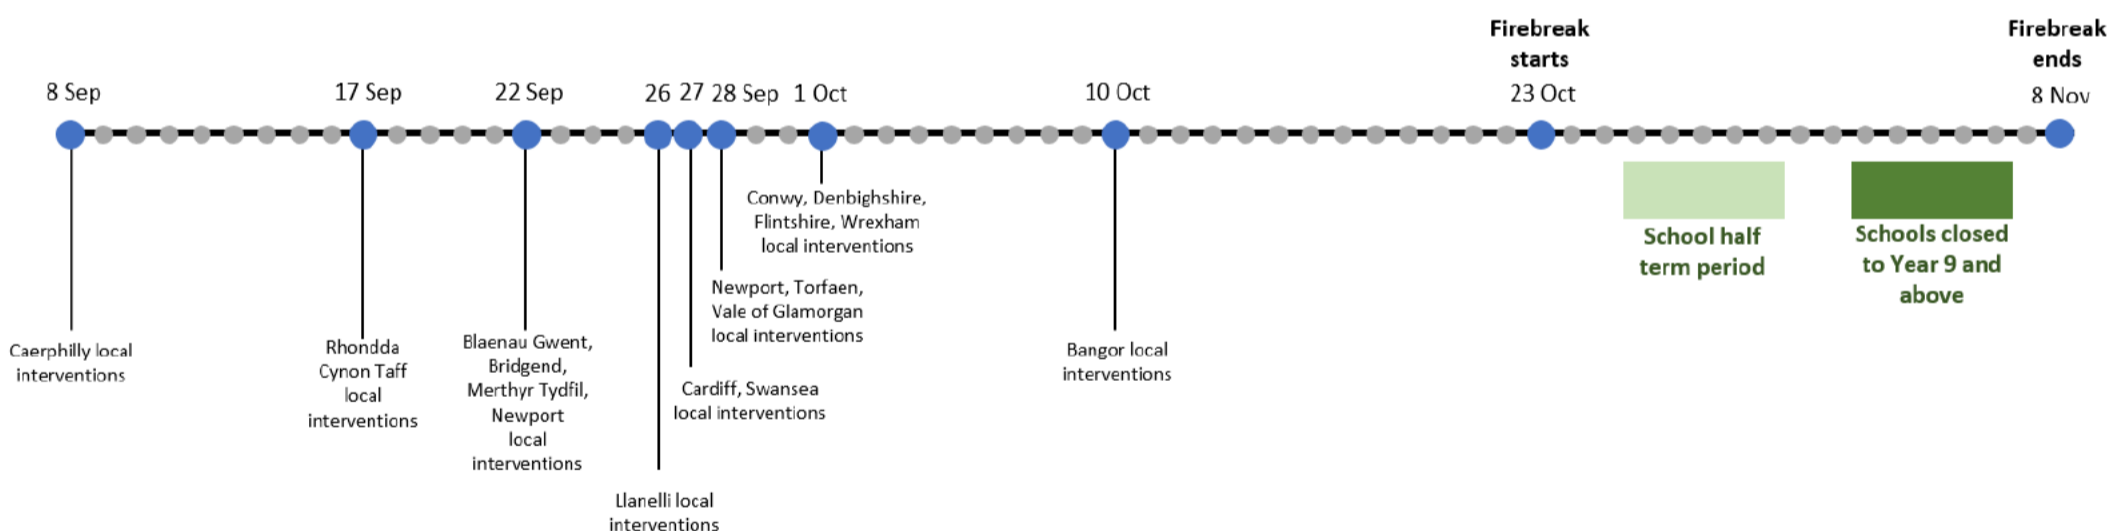 Firebreak
starts
Firebreak
ends
8 Sep
17 Sep
22 Sep
26 27 28 Sep
1 Oct
10 Oct
23 Oct
8 Nov
Caerphilly local
interventions
Rhondda
Cynon Taff
local
interventions
Blaenau Gwent,
Bridgend,
Merthyr Tydfil,
Newport
local
interventions
Llanelli local
interventions
Cardiff, Swansea
local interventions
Newport, Torfaen,
Vale of Glamorgan
local interventions
Conwy, Denbighshire,
Flintshire, Wrexham
local interventions
Bangor local
interventions
School half
term period
Schools closed
to Year 9 and
above